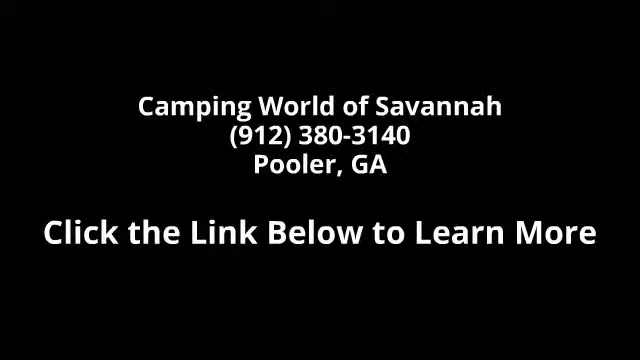 Camping World of Savannah
(912) 380-3140
Pooler, GA
Click the Link Below to Learn More